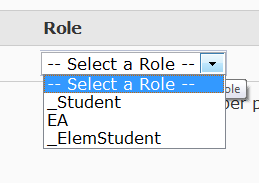 Role
-- Select a Role --
-- Select a Role --
_Student
EA
_ElemStudent